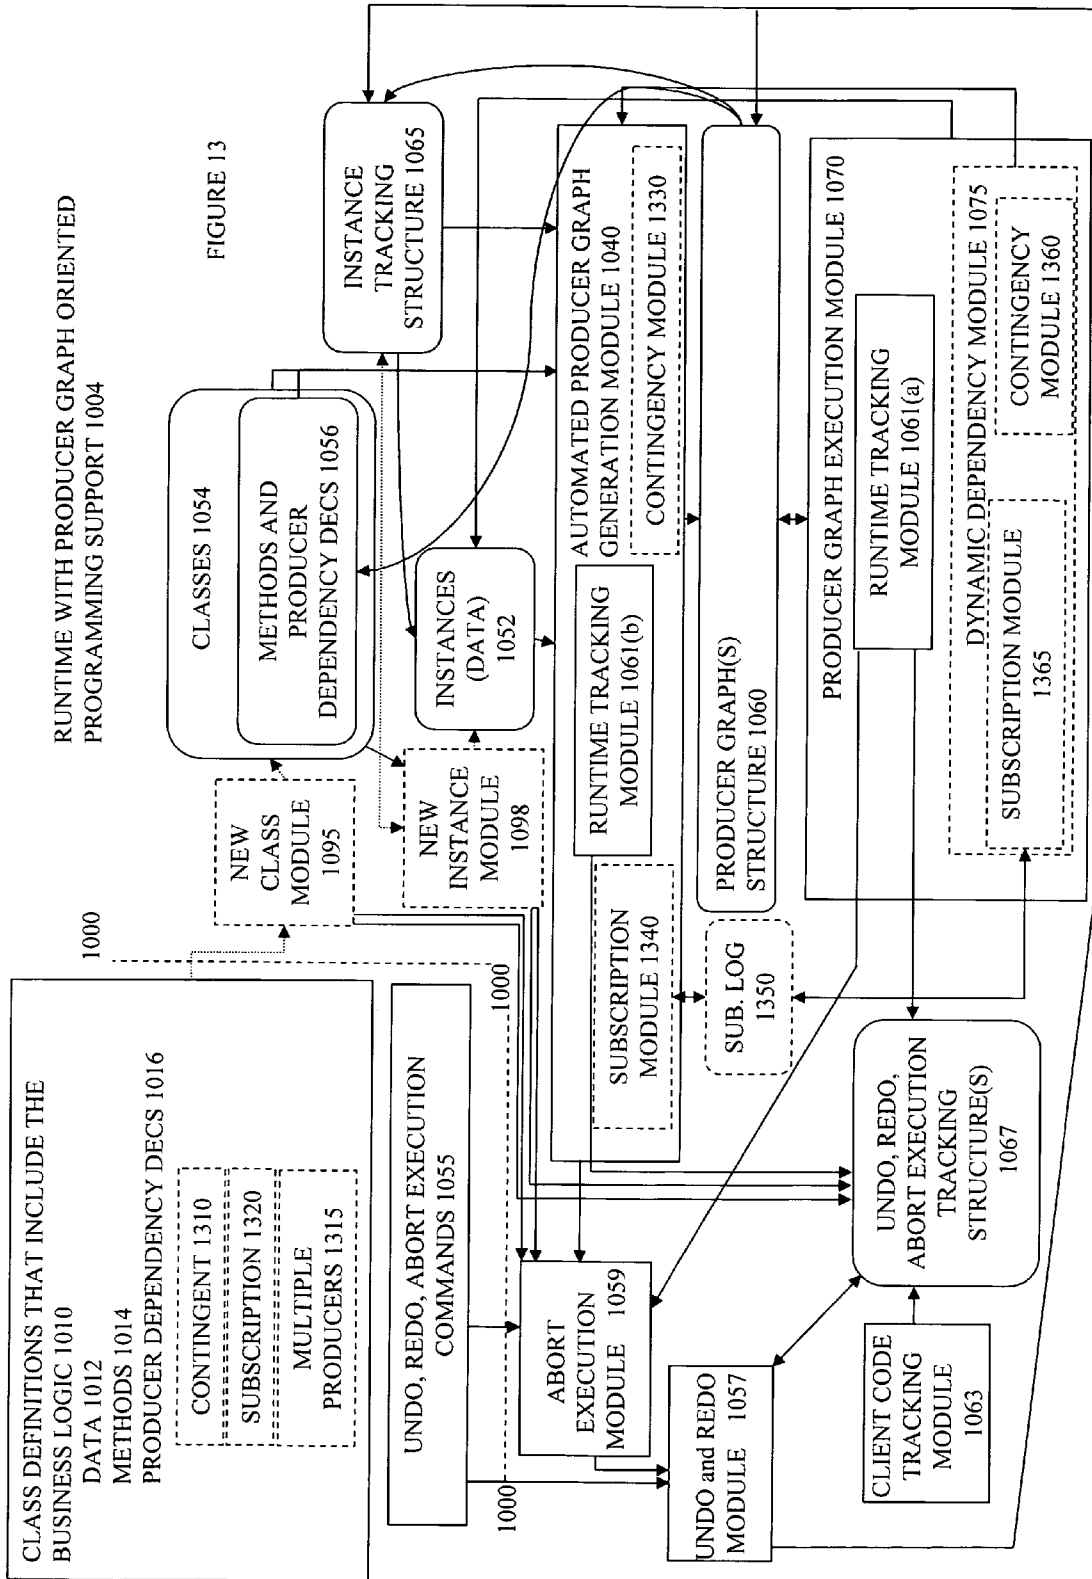 RUNTIME WITH PRODUCER GRAPH ORIENTED
PROGRAMMING SUPPORT 1004
FIGURE 13
CLASS DEFINITIONS THAT INCLUDE THE
BUSINESS LOGIC 1010
DATA 1012
METHODS 1014
PRODUCER DEPENDENCY DECS 1016
CONTINGENT 1310
SUBSCRIPTION 1320
MULTIPLE
PRODUCERS 1315
1000
NEW
CLASS
MODULE
1095
CLASSES 1054
METHODS AND
PRODUCER
DEPENDENCY DECS 1056
INSTANCE
TRACKING
STRUCTURE 1065
UNDO, REDO, ABORT EXECUTION
COMMANDS 1055
1000
1000
NEW
INSTANCE
MODULE
1098
INSTANCES
(DATA)
1052
ABORT
EXECUTION
MODULE 1059
SUBSCRIPTION
MODULE 1340
RUNTIME TRACKING
MODULE 1061(b)
AUTOMATED PRODUCER GRAPH
GENERATION MODULE 1040
CONTINGENCY MODULE 1330
UNDO and REDO
MODULE 1057
SUB. LOG
1350
PRODUCER GRAPH(S)
STRUCTURE 1060
CLIENT CODE
TRACKING
MODULE
1063
UNDO, REDO,
ABORT EXECUTION
TRACKING
STRUCTURE(S)
1067
PRODUCER GRAPH EXECUTION MODULE 1070
RUNTIME TRACKING
MODULE 1061(a)
DYNAMIC DEPENDENCY MODULE 1075
SUBSCRIPTION MODULE
1365
CONTINGENCY
MODULE 1360